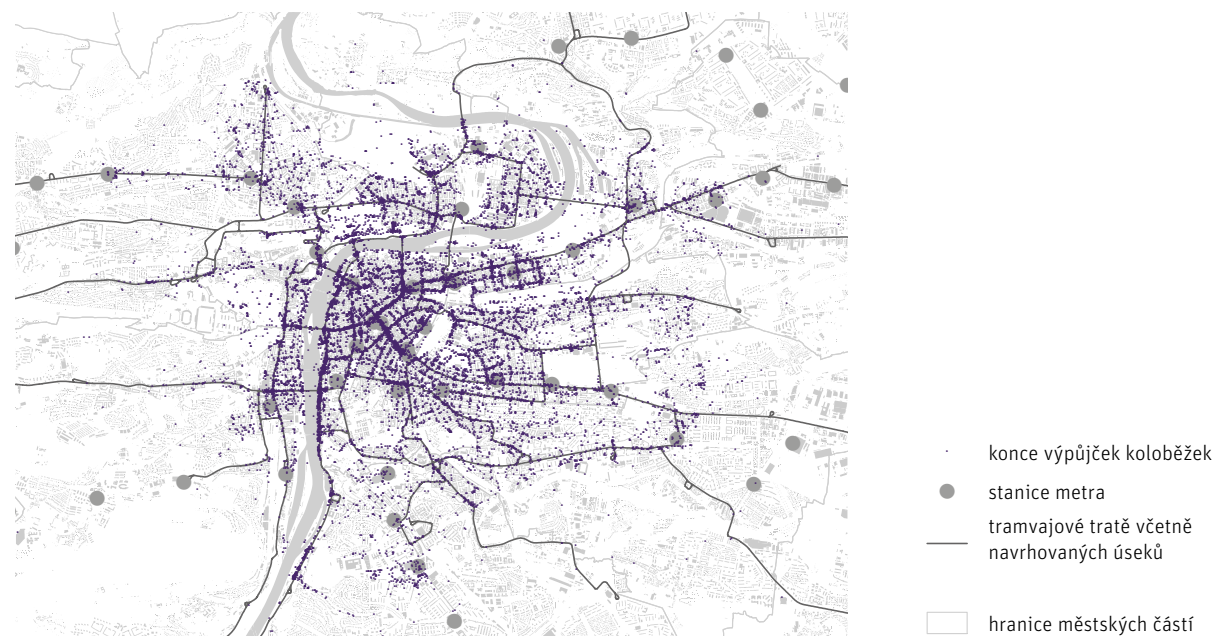 konce výpůjček koloběžek
stanice metra
tramvajové tratě včetně
navrhovaných úseků
hranice městských částí